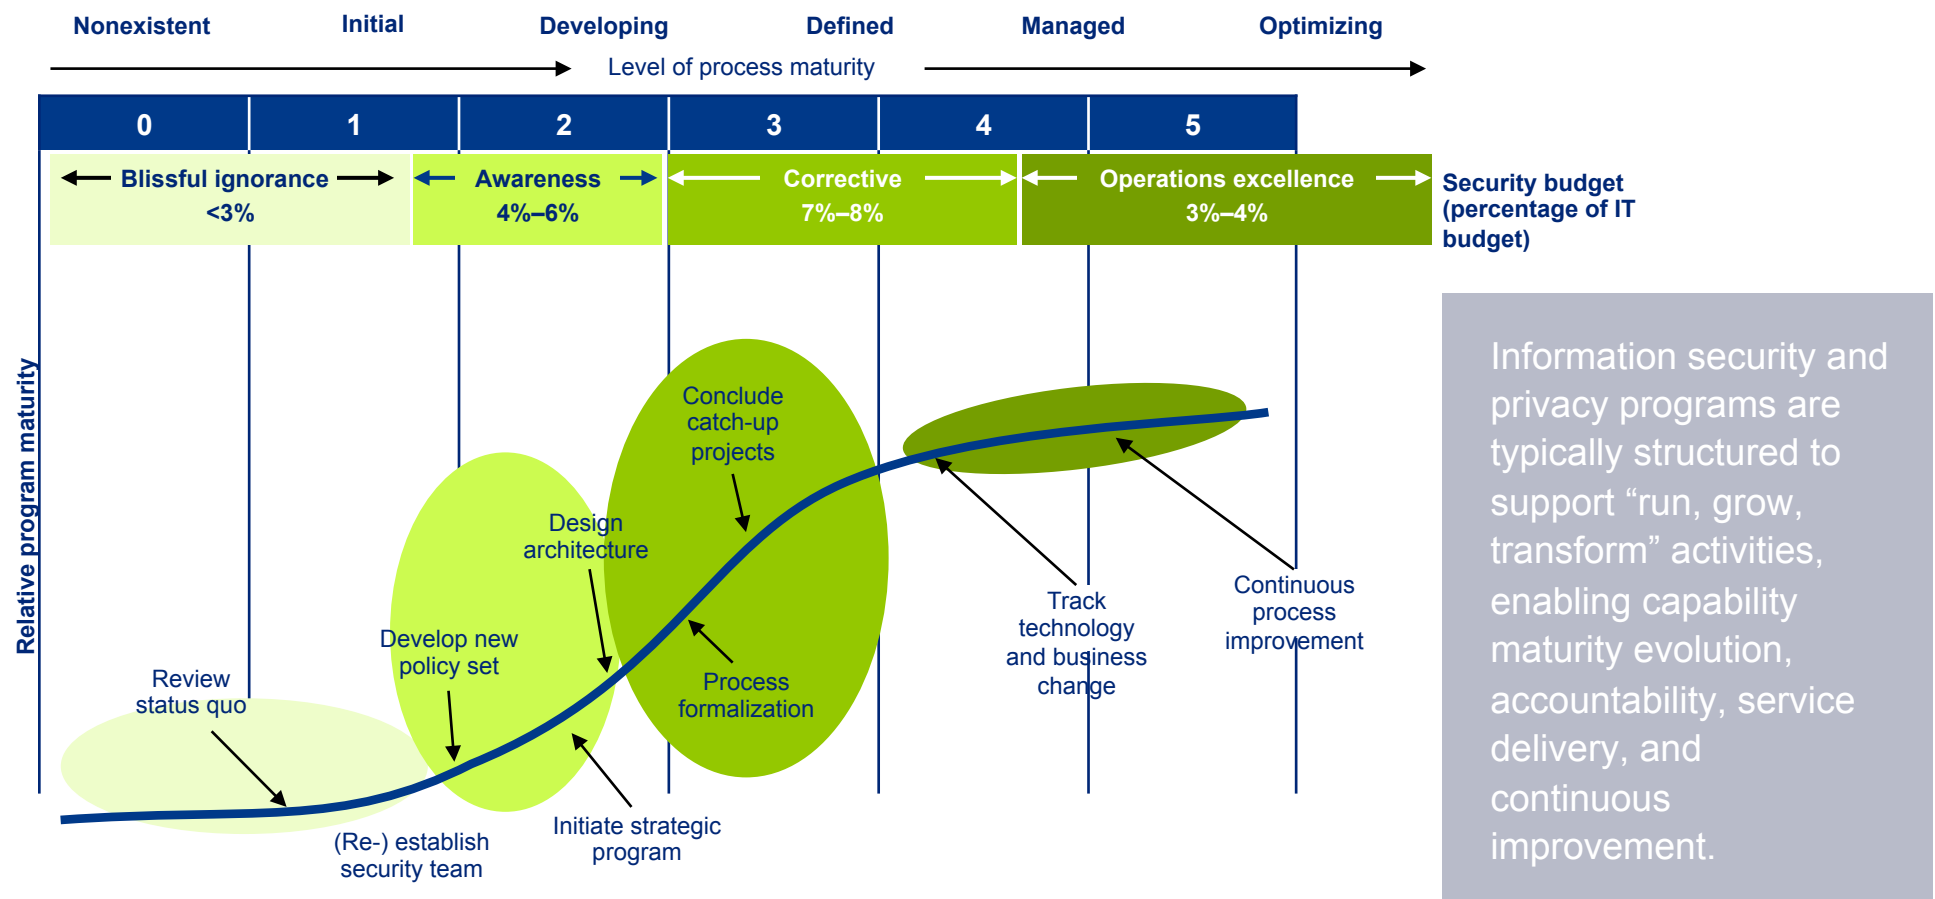 Nonexistent Initial Developing Defined Managed Optimizing
Level of process maturity
0 1 2 3 4 5
Blissful ignorance
<3%
Awareness
4%–6%
Corrective
7%–8%
Operations excellence
3%–4%
Security budget
(percentage of IT
budget)
Relative program maturity
Review
status quo
(Re-) establish
security team
Develop new
policy set
Initiate strategic
program
Design
architecture
Conclude
catch-up
projects
Process
formalization
Track
technology
and business
change
Continuous
process
improvement
Information security and
privacy programs are
typically structured to
support “run, grow,
transform” activities,
enabling capability
maturity evolution,
accountability, service
delivery, and
continuous
improvement.